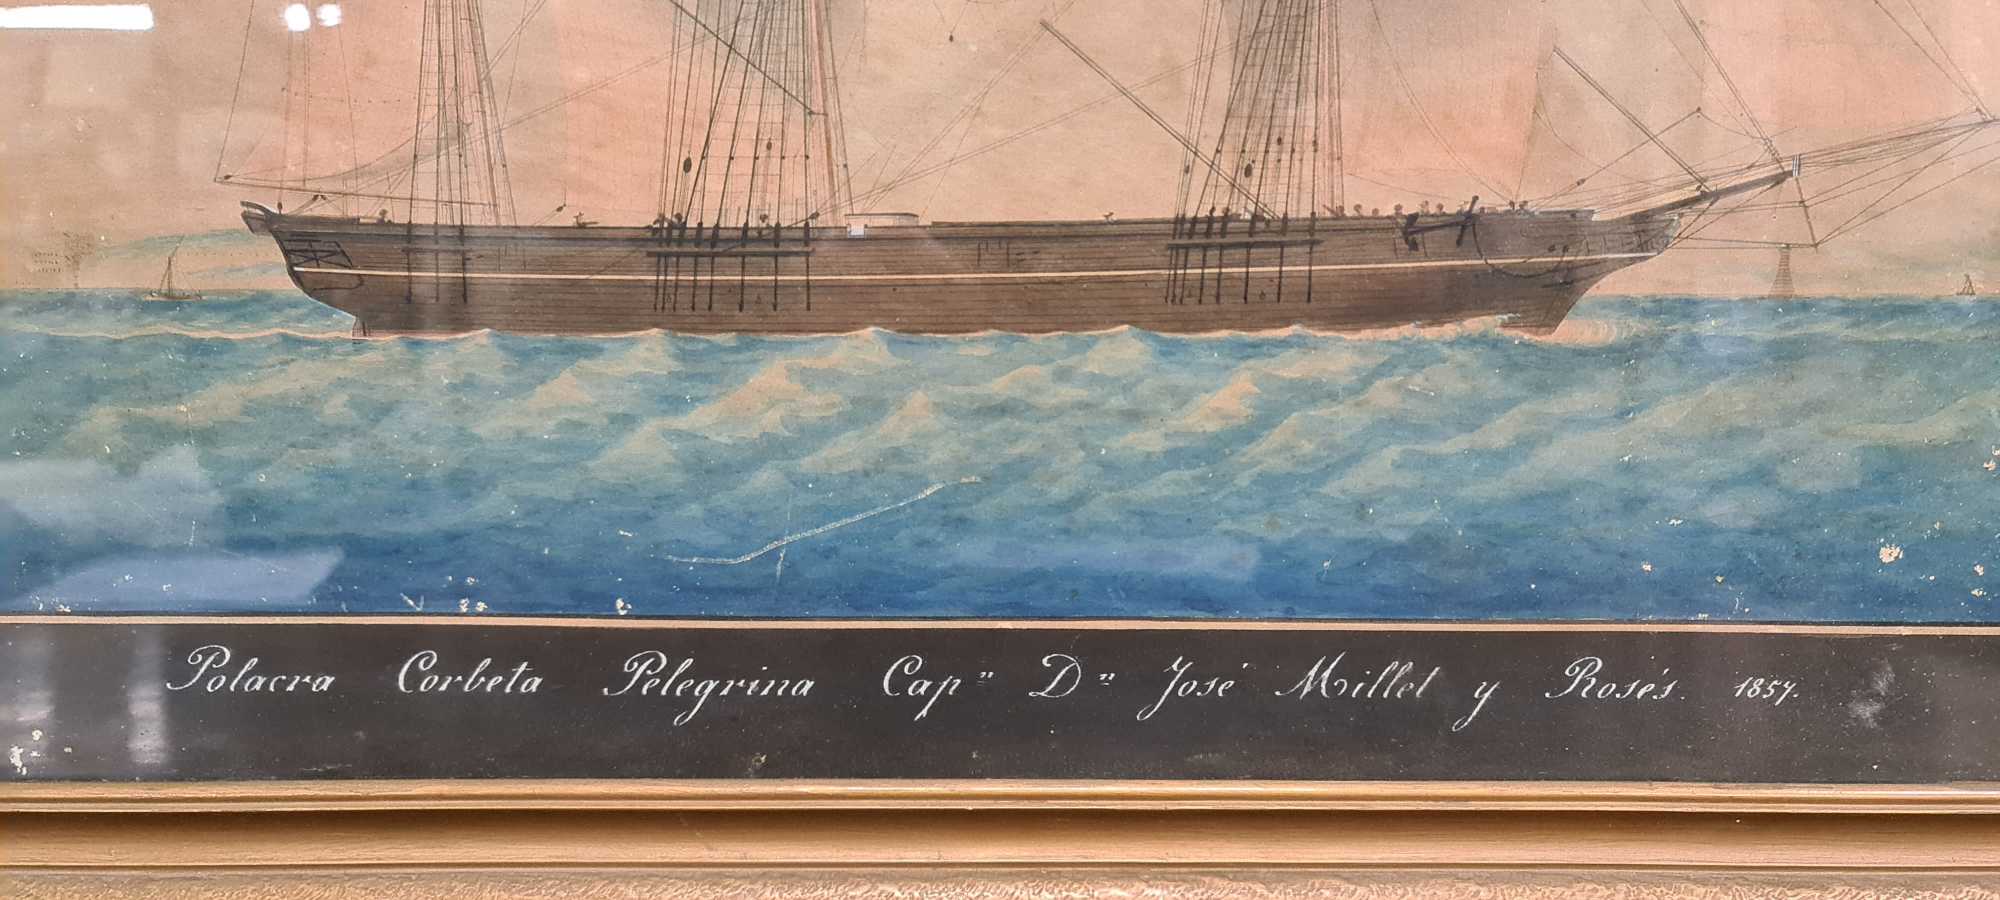 Polacra Corbeta Pelegrina Capⁿ Dⁿ José Millet y Rosés. 1857.